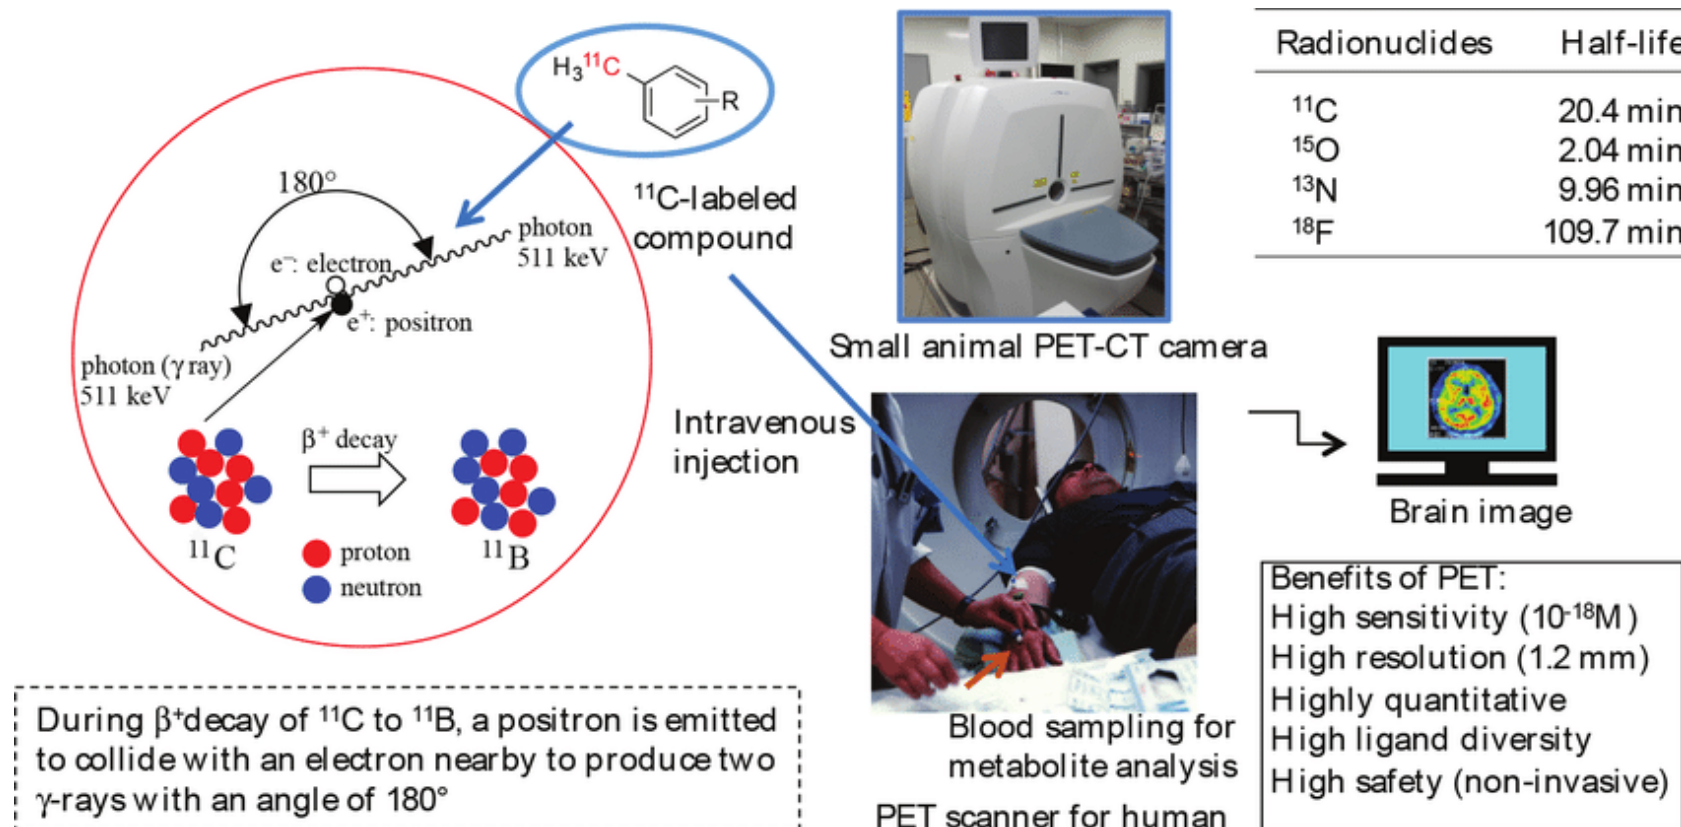 H₃¹¹C
R
180°
photon
511 keV
e⁻: electron
e⁺: positron
photon (γ ray)
511 keV
β⁺ decay
¹¹C
¹¹B
proton
neutron
¹¹C-labeled
compound
Intravenous
injection
During β⁺decay of ¹¹C to ¹¹B, a positron is emitted
to collide with an electron nearby to produce two
γ-rays with an angle of 180°
Small animal PET-CT camera
Blood sampling for
metabolite analysis
PET scanner for human
Radionuclides Half-life
¹¹C 20.4 min
¹⁵O 2.04 min
¹³N 9.96 min
¹⁸F 109.7 min
Brain image
Benefits of PET:
High sensitivity (10⁻¹⁸M)
High resolution (1.2 mm)
Highly quantitative
High ligand diversity
High safety (non-invasive)